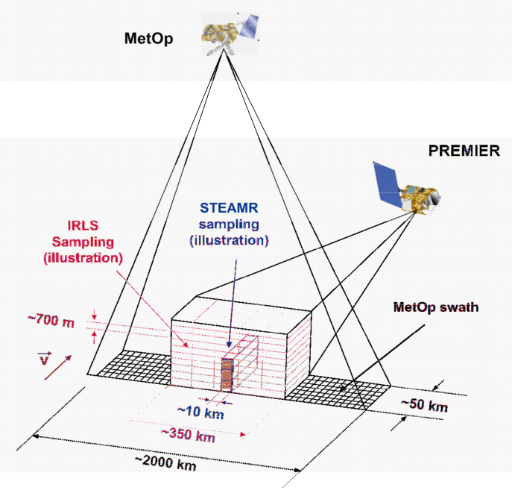 MetOp
PREMIER
STEAMR
sampling
(illustration)
IRLS
Sampling
(illustration)
MetOp swath
~700 m
v
~50 km
~10 km
~350 km
~2000 km